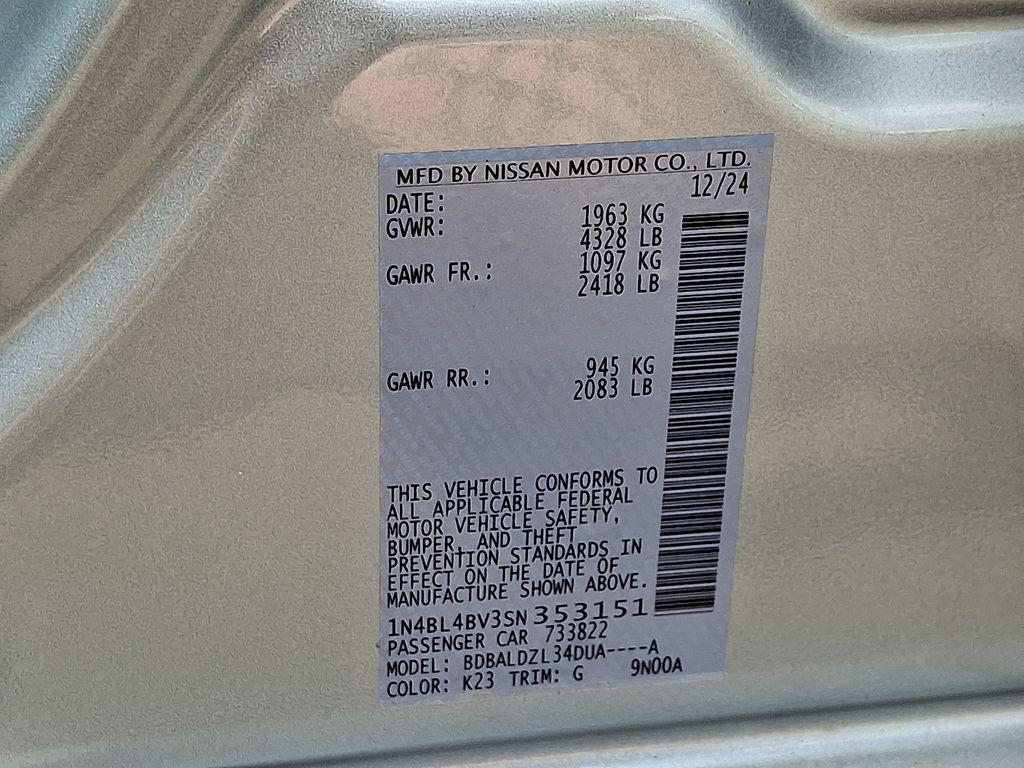 MFD BY NISSAN MOTOR CO., LTD.
DATE: 12/24
GVWR: 1963 KG
4328 LB
GAWR FR.: 1097 KG
2418 LB
GAWR RR.: 945 KG
2083 LB
THIS VEHICLE CONFORMS TO
ALL APPLICABLE FEDERAL
MOTOR VEHICLE SAFETY,
BUMPER, AND THEFT
PREVENTION STANDARDS IN
EFFECT ON THE DATE OF
MANUFACTURE SHOWN ABOVE.
1N4BL4BV3SN353151
PASSENGER CAR 733822
MODEL: BDBALDZL34DUA----A
COLOR: K23 TRIM: G 9N00A